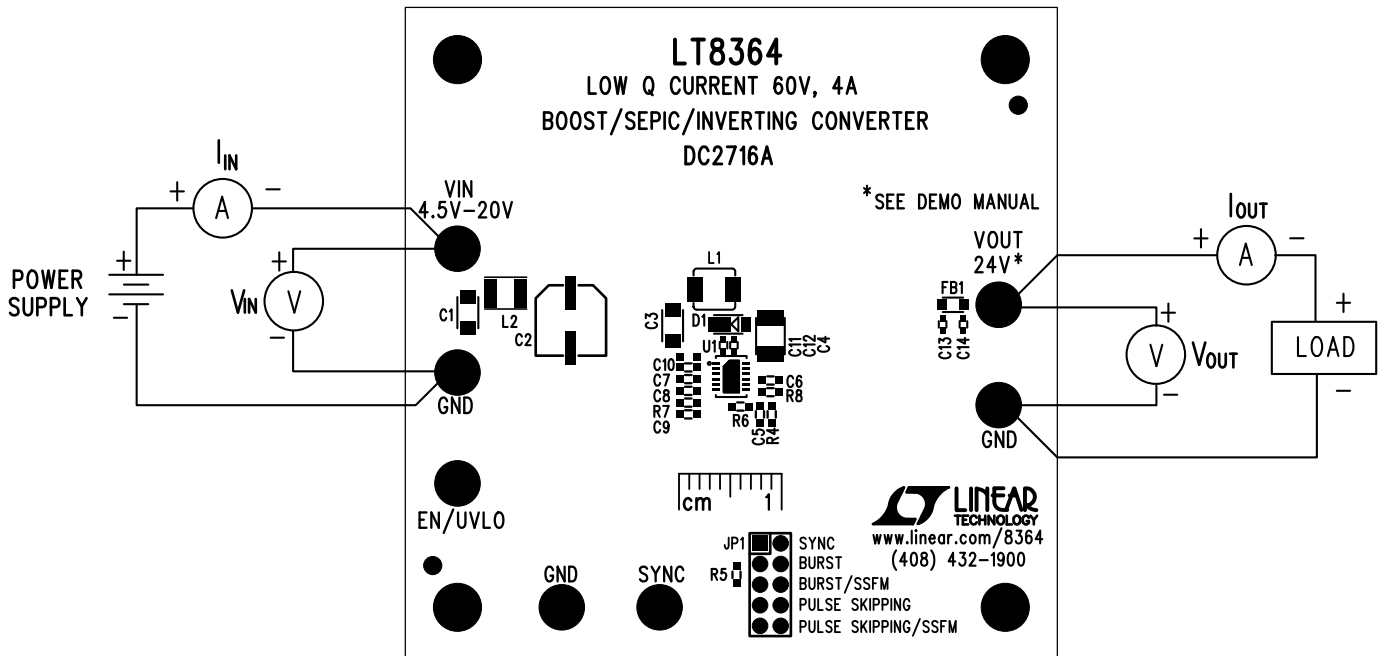 LT8364
LOW Q CURRENT 60V, 4A
BOOST/SEPIC/INVERTING CONVERTER
DC2716A
*SEE DEMO MANUAL
IIN
+ A −
VIN
4.5V−20V
POWER
SUPPLY
+
−
VIN
+
V
−
GND
C1
L2
C2
EN/UVLO
GND
SYNC
L1
C3
D1
U1
C11
C12
C4
C10
C7
C8
R7
C9
C6
R8
R6
C5
R4
cm 1
VOUT
24V*
FB1
C13
C14
GND
IOUT
+ A −
+
V
−
VOUT
+
LOAD
−
LINEAR
TECHNOLOGY
www.linear.com/8364
(408) 432-1900
JP1
R5
SYNC
BURST
BURST/SSFM
PULSE SKIPPING
PULSE SKIPPING/SSFM